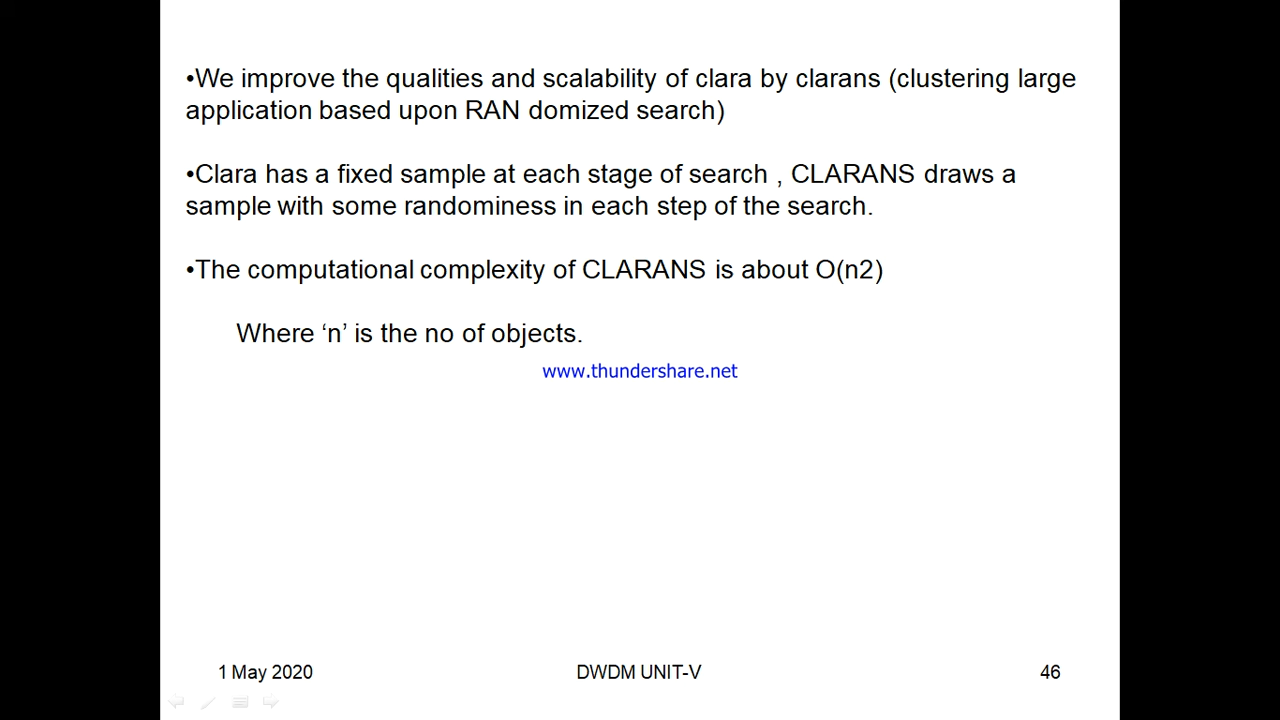 •We improve the qualities and scalability of clara by clarans (clustering large
application based upon RAN domized search)
•Clara has a fixed sample at each stage of search , CLARANS draws a
sample with some randominess in each step of the search.
•The computational complexity of CLARANS is about O(n2)
Where ‘n’ is the no of objects.
www.thundershare.net
1 May 2020
DWDM UNIT-V
46